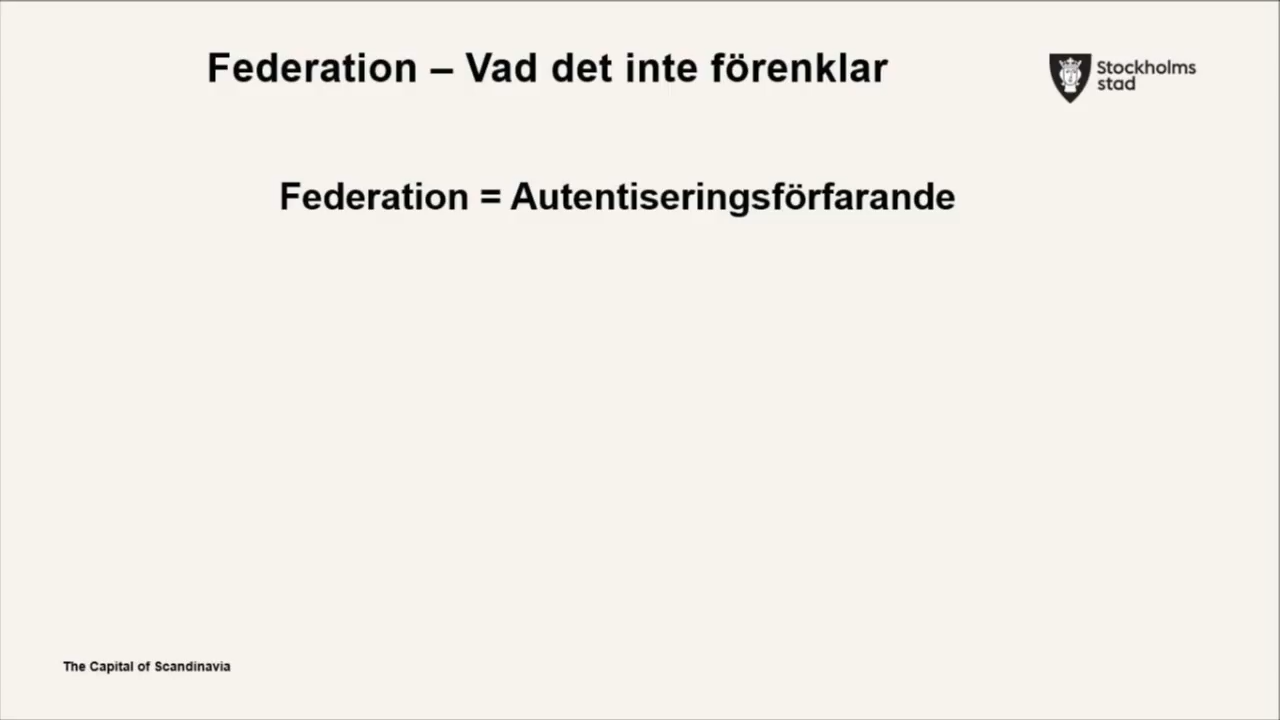 Federation – Vad det inte förenklar
Stockholms
stad
Federation = Autentiseringsförfarande
The Capital of Scandinavia